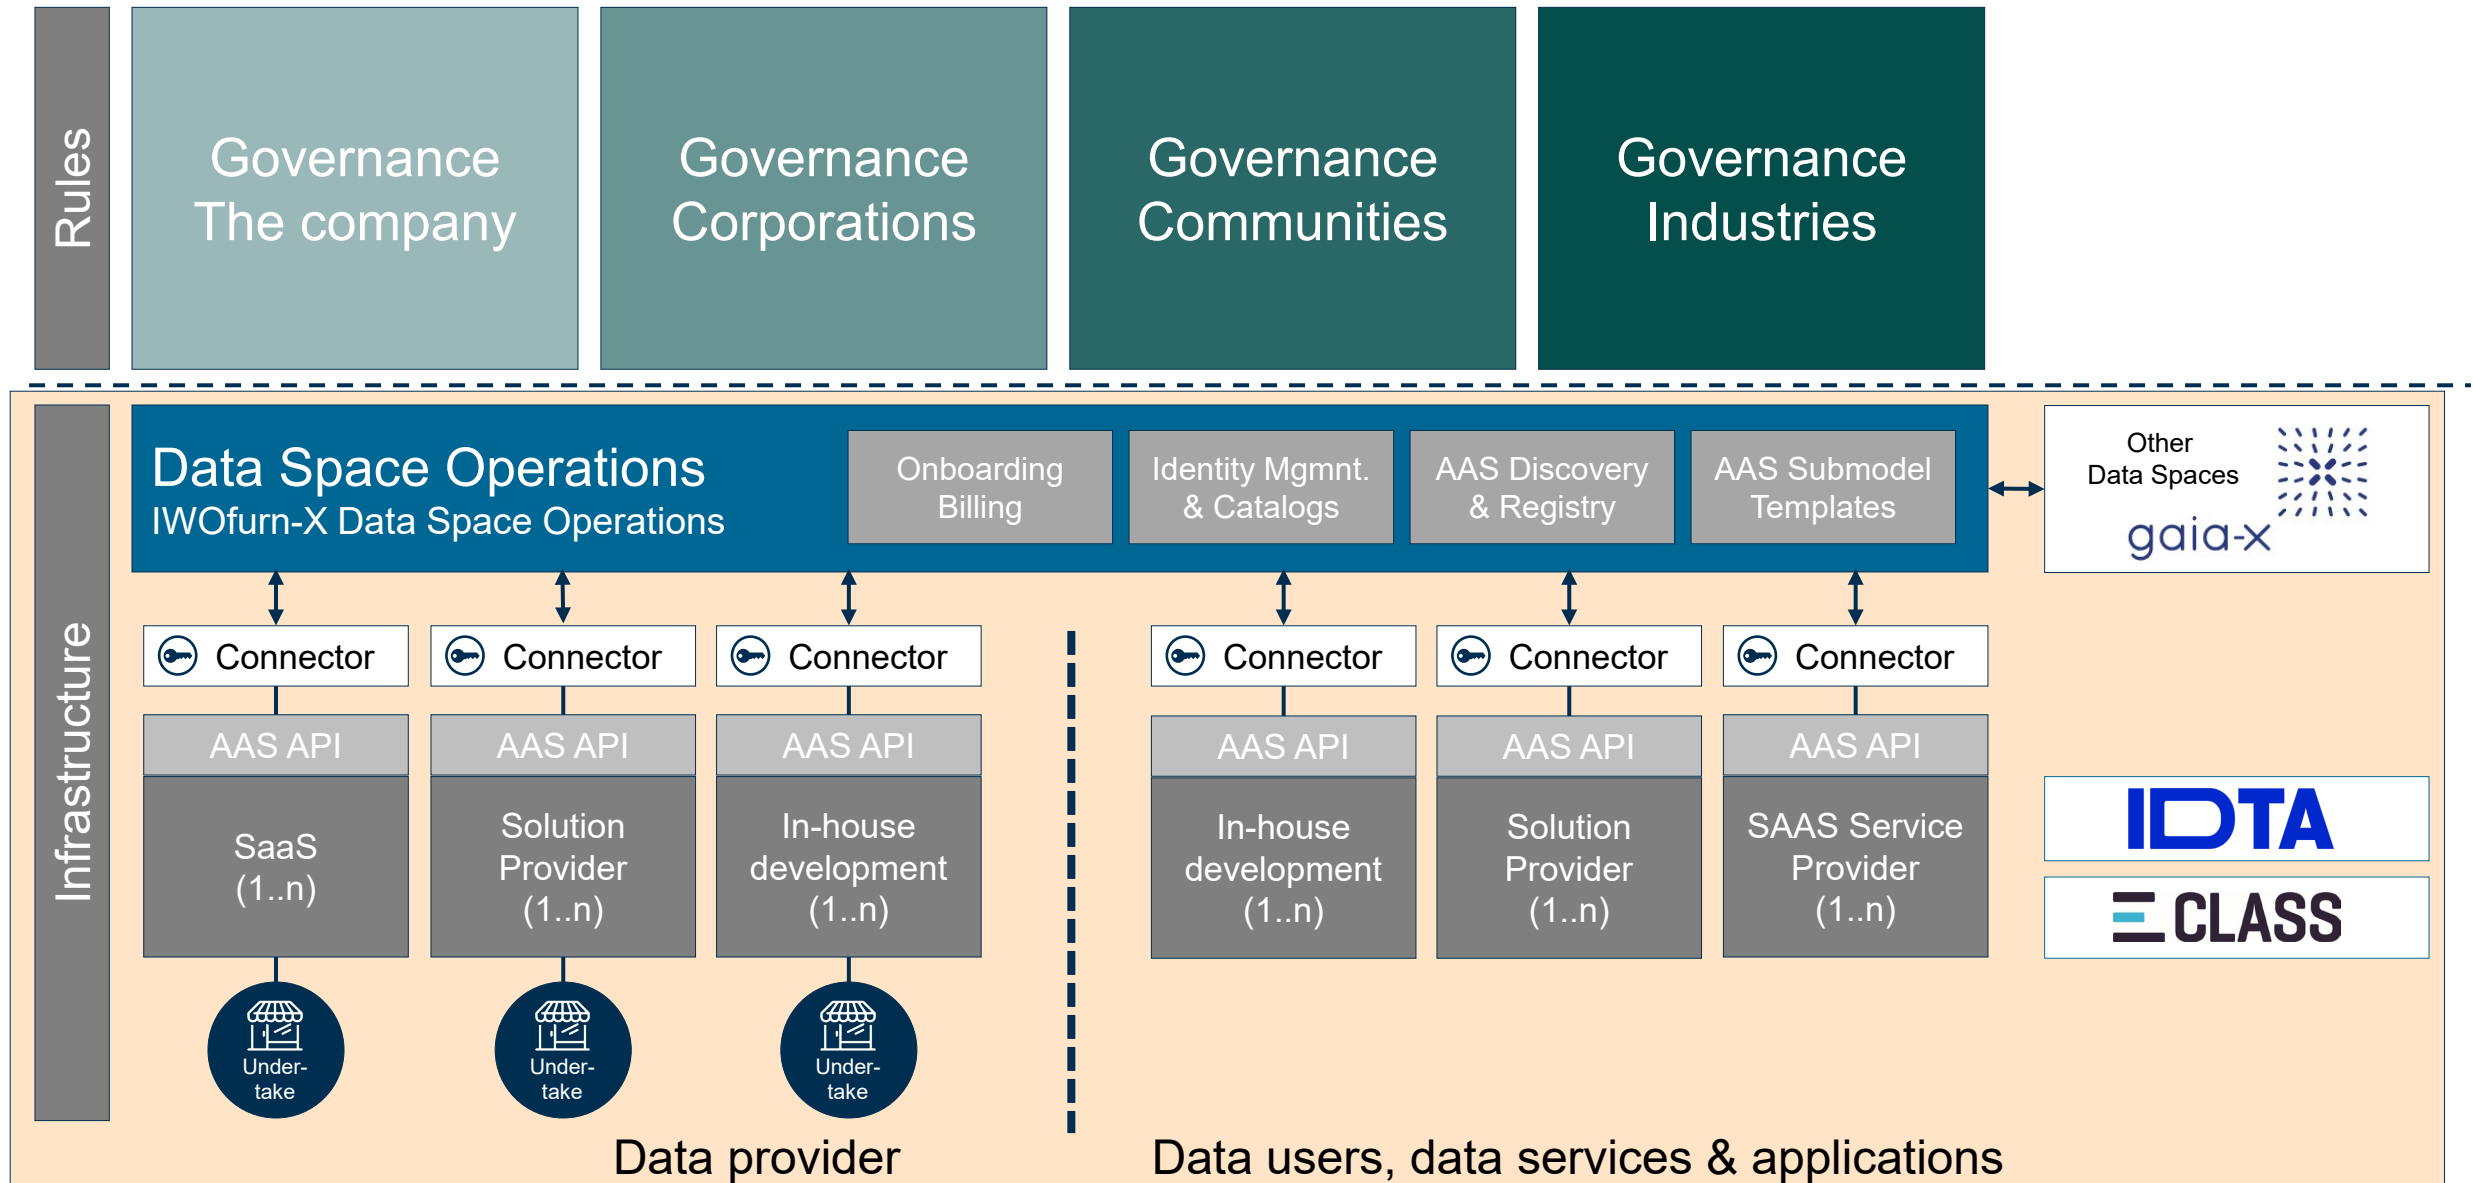 Rules
Governance
The company
Governance
Corporations
Governance
Communities
Governance
Industries
Infrastructure
Data Space Operations
IWOfurn-X Data Space Operations
Onboarding
Billing
Identity Mgmnt.
& Catalogs
AAS Discovery
& Registry
AAS Submodel
Templates
Other
Data Spaces
gaia-x
Connector
Connector
Connector
Connector
Connector
Connector
AAS API
AAS API
AAS API
AAS API
AAS API
AAS API
SaaS
(1..n)
Solution
Provider
(1..n)
In-house
development
(1..n)
In-house
development
(1..n)
Solution
Provider
(1..n)
SAAS Service
Provider
(1..n)
IDTA
ECLASS
Under-
take
Under-
take
Under-
take
Data provider
Data users, data services & applications